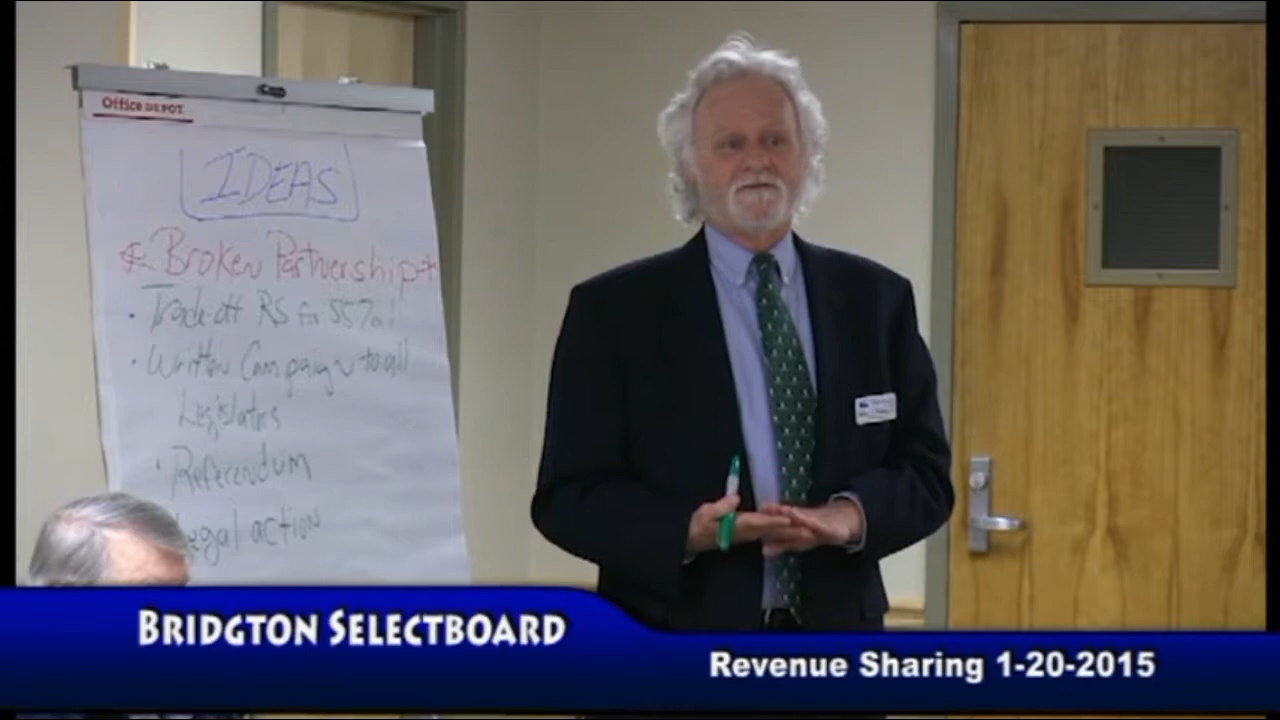 Office DEPOT
IDEAS
Broken Partnership
• Trade-off RS for 55%!
• Written Campaign to all
Legislators
• Referendum
Legal action
BRIDGTON SELECTBOARD
Revenue Sharing 1-20-2015